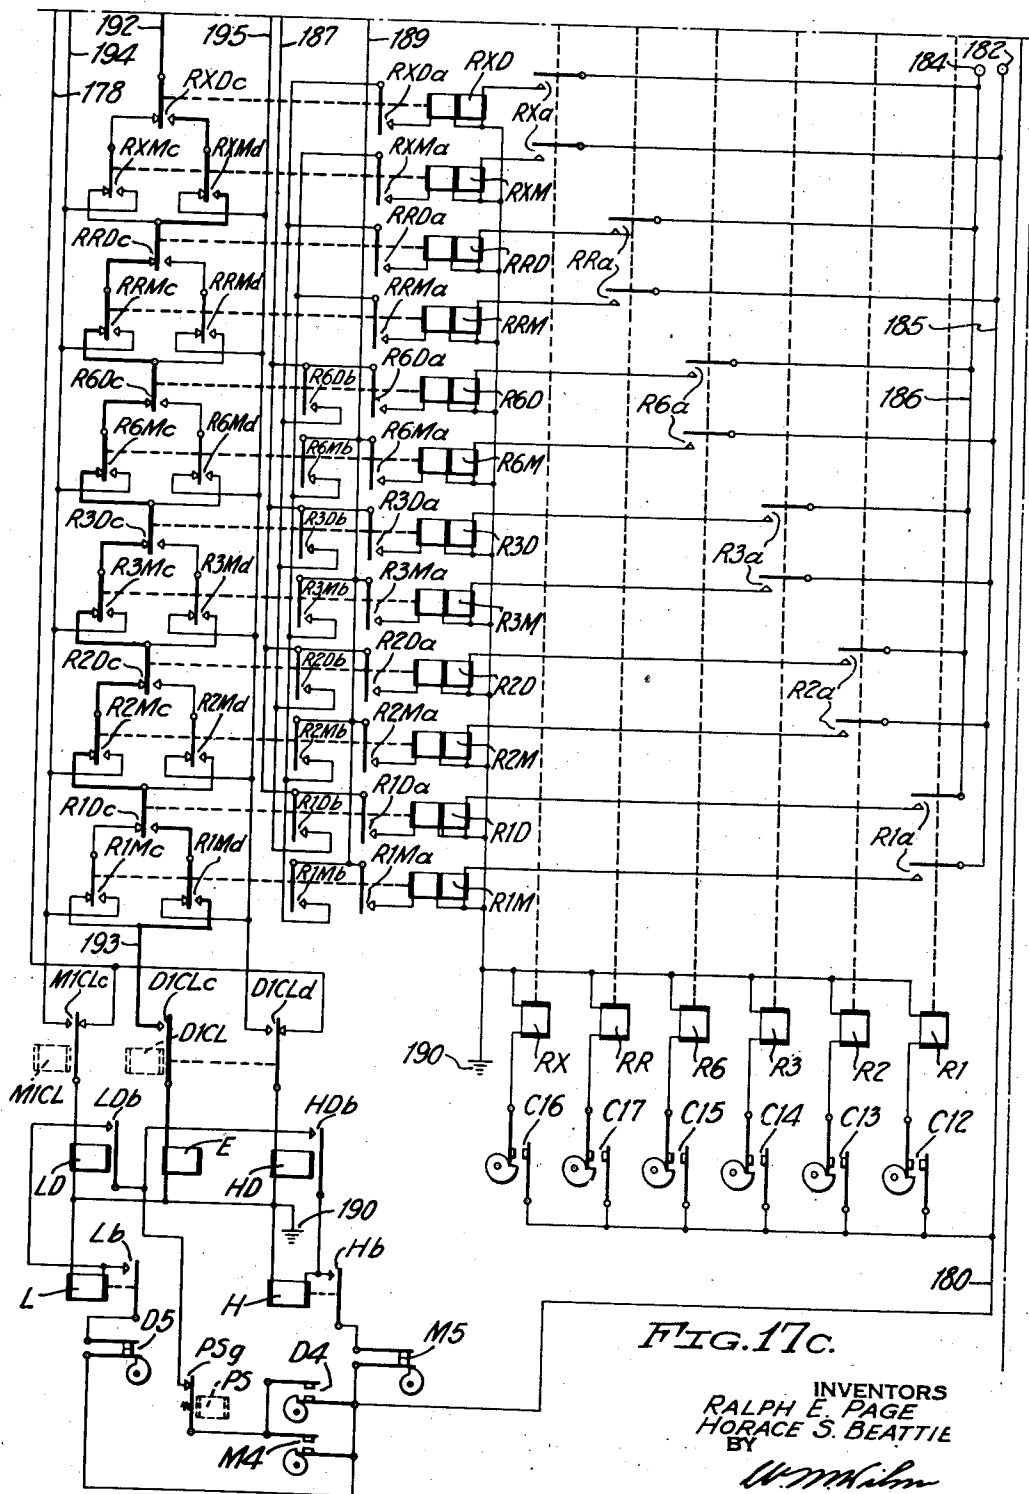 192
195
187
189
184
182
194
178
RXDc
RXDa
RXD
RXa
RXMc
RXMd
RXMa
RXM
RRDc
RRDa
RRD
RRa
RRMc
RRMd
RRMa
RRM
185
R6Dc
R6Db
R6Da
R6D
R6a
186
R6Mc
R6Md
R6Mb
R6Ma
R6M
R3Dc
R3Db
R3Da
R3D
R3a
R3Mc
R3Md
R3Mb
R3Ma
R3M
R2Dc
R2Db
R2Da
R2D
R2a
R2Mc
R2Md
R2Mb
R2Ma
R2M
R1Dc
R1Db
R1Da
R1D
R1a
R1Mc
R1Md
R1Mb
R1Ma
R1M
193
M1CLc
D1CLc
D1CLd
D1CL
M1CL
190
RX
RR
R6
R3
R2
R1
LDb
HDb
C16
C17
C15
C14
C13
C12
LD
E
HD
190
Lb
Hb
L
H
180
D5
M5
PSg
PS
D4
M4
FIG. 17c.
INVENTORS
RALPH E. PAGE
HORACE S. BEATTIE
BY